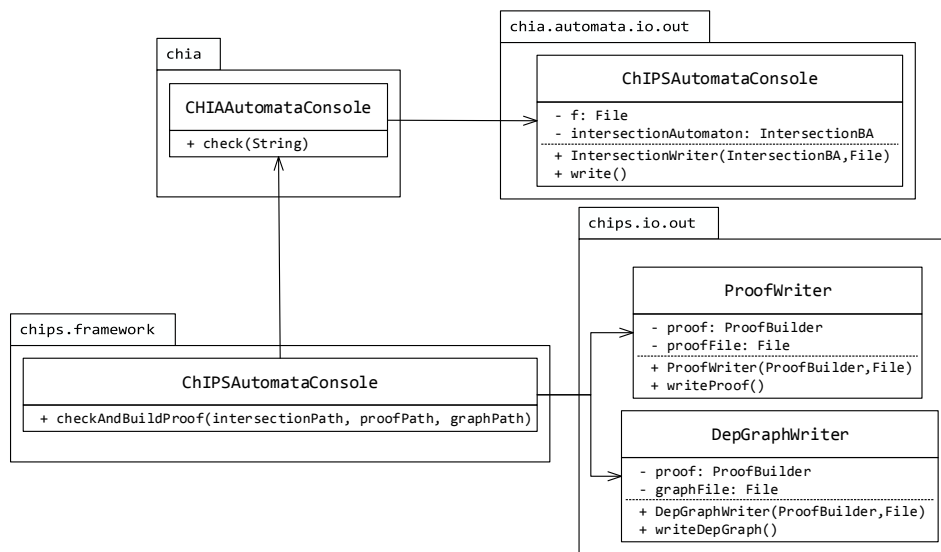 chia.automata.io.out
chia
ChIPSAutomataConsole
CHIAAutomataConsole
- f: File
- intersectionAutomaton: IntersectionBA
+ check(String)
+ IntersectionWriter(IntersectionBA,File)
+ write()
chips.io.out
ProofWriter
- proof: ProofBuilder
- proofFile: File
+ ProofWriter(ProofBuilder,File)
+ writeProof()
chips.framework
ChIPSAutomataConsole
+ checkAndBuildProof(intersectionPath, proofPath, graphPath)
DepGraphWriter
- proof: ProofBuilder
- graphFile: File
+ DepGraphWriter(ProofBuilder,File)
+ writeDepGraph()